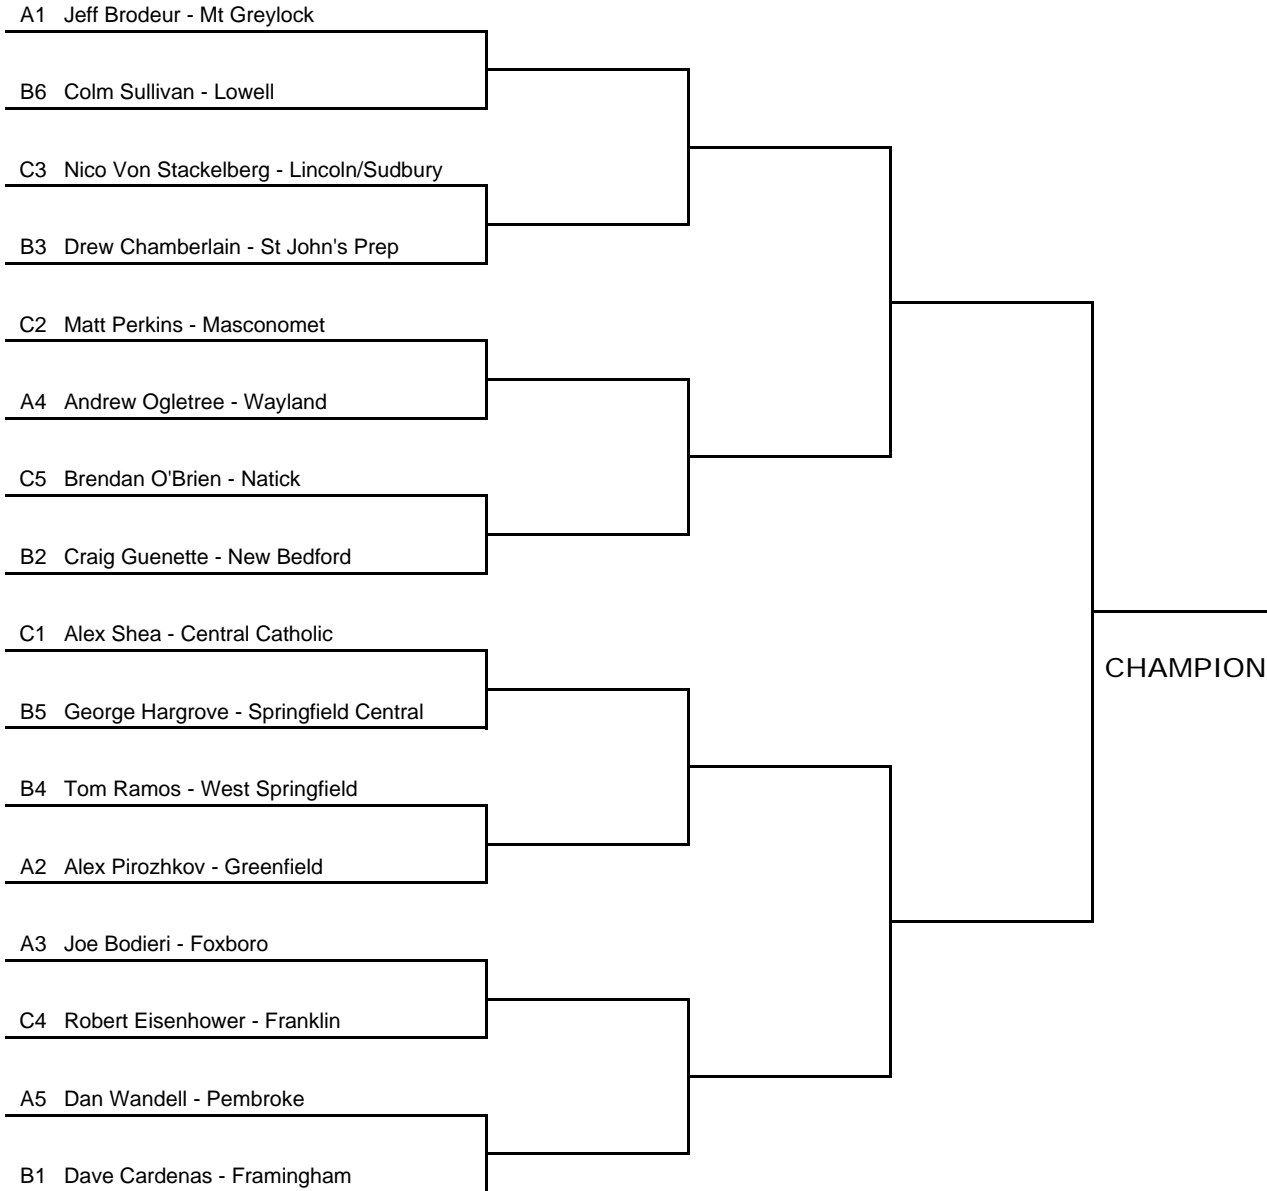 A1 Jeff Brodeur - Mt Greylock
B6 Colm Sullivan - Lowell
C3 Nico Von Stackelberg - Lincoln/Sudbury
B3 Drew Chamberlain - St John's Prep
C2 Matt Perkins - Masconomet
A4 Andrew Ogletree - Wayland
C5 Brendan O'Brien - Natick
B2 Craig Guenette - New Bedford
C1 Alex Shea - Central Catholic
CHAMPION
B5 George Hargrove - Springfield Central
B4 Tom Ramos - West Springfield
A2 Alex Pirozhkov - Greenfield
A3 Joe Bodieri - Foxboro
C4 Robert Eisenhower - Franklin
A5 Dan Wandell - Pembroke
B1 Dave Cardenas - Framingham